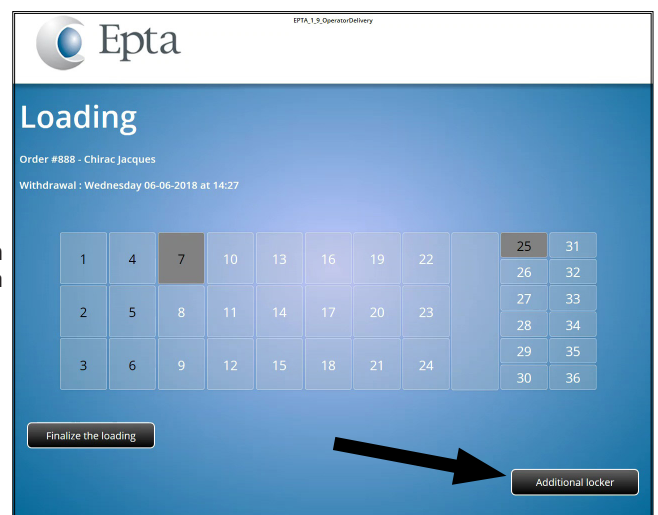 Epta
EPTA_1_9_OperatorDelivery
Loading
Order #888 - Chirac Jacques
Withdrawal : Wednesday 06-06-2018 at 14:27
1 4 7 10 13 16 19 22 25 31
26 32
2 5 8 11 14 17 20 23 27 33
28 34
3 6 9 12 15 18 21 24 29 35
30 36
Finalize the loading
Additional locker